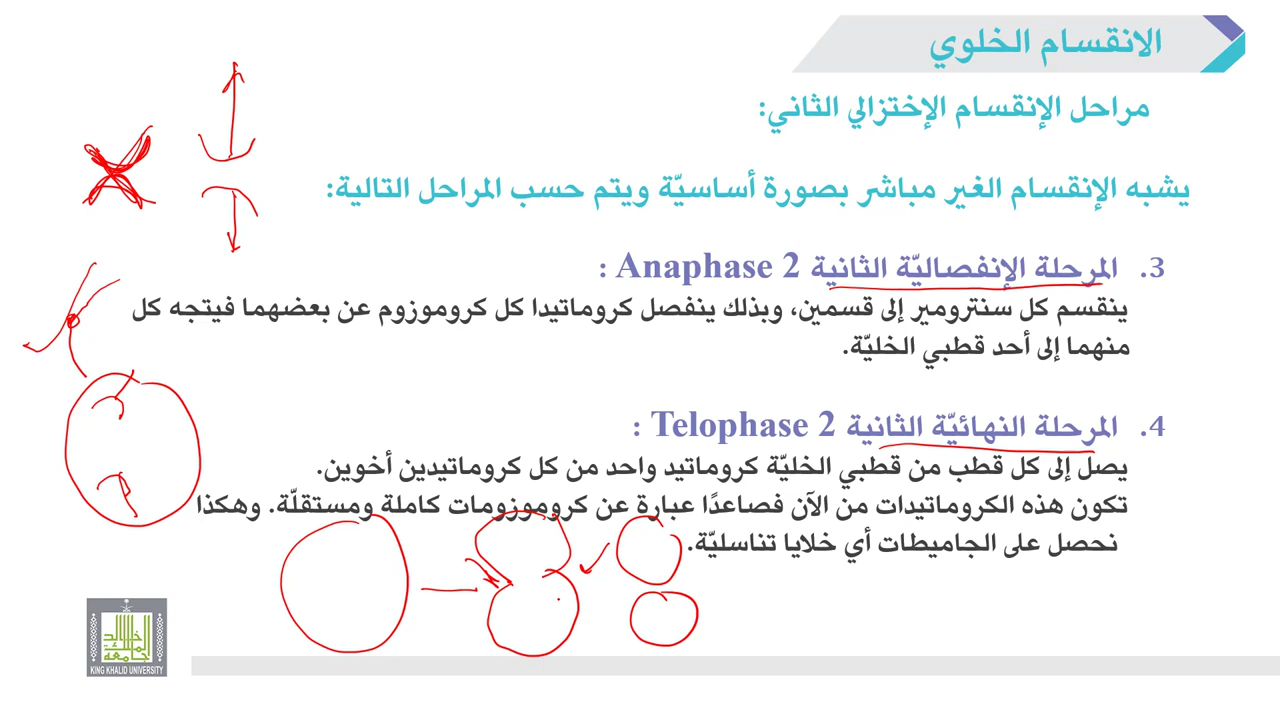 الانقسام الخلوي
مراحل الإنقسام الإختزالي الثاني:
يشبه الإنقسام الغير مباشر بصورة أساسيّة ويتم حسب المراحل التالية:
3. المرحلة الإنفصاليّة الثانية Anaphase 2 :
ينقسم كل سنترومير إلى قسمين، وبذلك ينفصل كروماتيدا كل كروموزوم عن بعضهما فيتجه كل
منهما إلى أحد قطبي الخليّة.
4. المرحلة النهائيّة الثانية Telophase 2 :
يصل إلى كل قطب من قطبي الخليّة كروماتيد واحد من كل كروماتيدين أخوين.
تكون هذه الكروماتيدات من الآن فصاعدًا عبارة عن كروموزومات كاملة ومستقلّة. وهكذا
نحصل على الجاميطات أي خلايا تناسليّة.
جامعة الملك خالد
KING KHALID UNIVERSITY